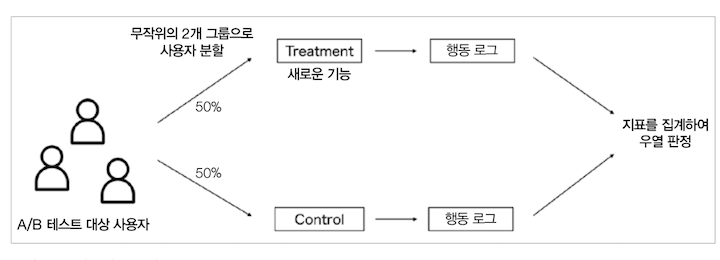 무작위의 2개 그룹으로
사용자 분할
Treatment
새로운 기능
행동 로그
50%
50%
지표를 집계하여
우열 판정
A/B 테스트 대상 사용자
Control
행동 로그